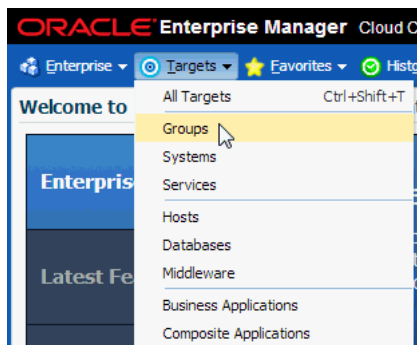 ORACLE Enterprise Manager Cloud C
Enterprise Targets Favorites Histo
Welcome to
All Targets Ctrl+Shift+T
Groups
Systems
Enterpris
Services
Hosts
Databases
Latest Fe
Middleware
Business Applications
Composite Applications